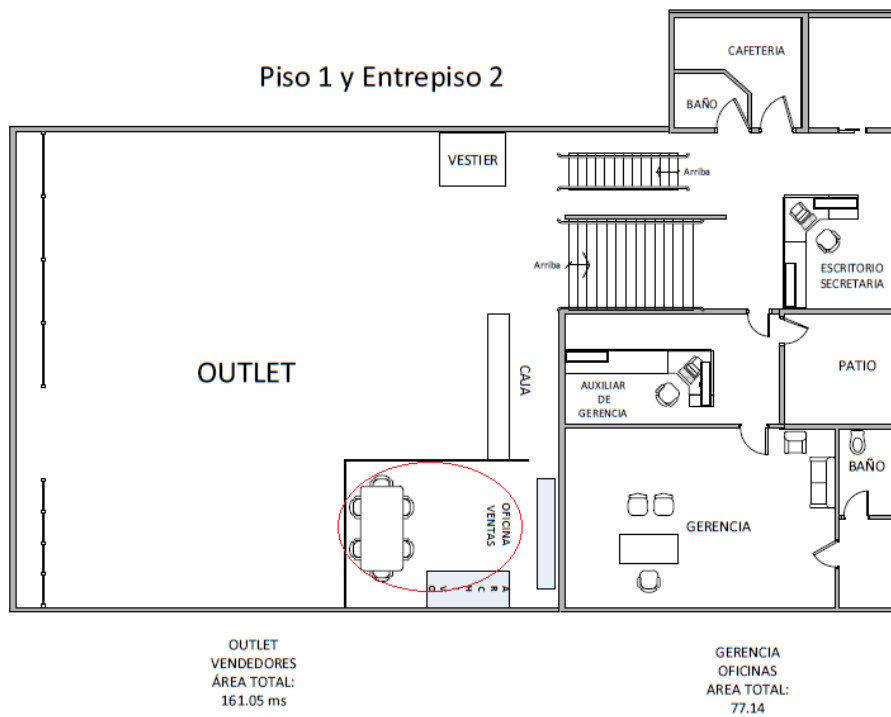 Piso 1 y Entrepiso 2
CAFETERIA
BAÑO
VESTIER
Arriba
Arriba
ESCRITORIO
SECRETARIA
OUTLET
CAJA
AUXILIAR
DE
GERENCIA
PATIO
OFICINA
VENTAS
ARCHIVO
GERENCIA
BAÑO
OUTLET
VENDEDORES
ÁREA TOTAL:
161.05 ms
GERENCIA
OFICINAS
AREA TOTAL:
77.14